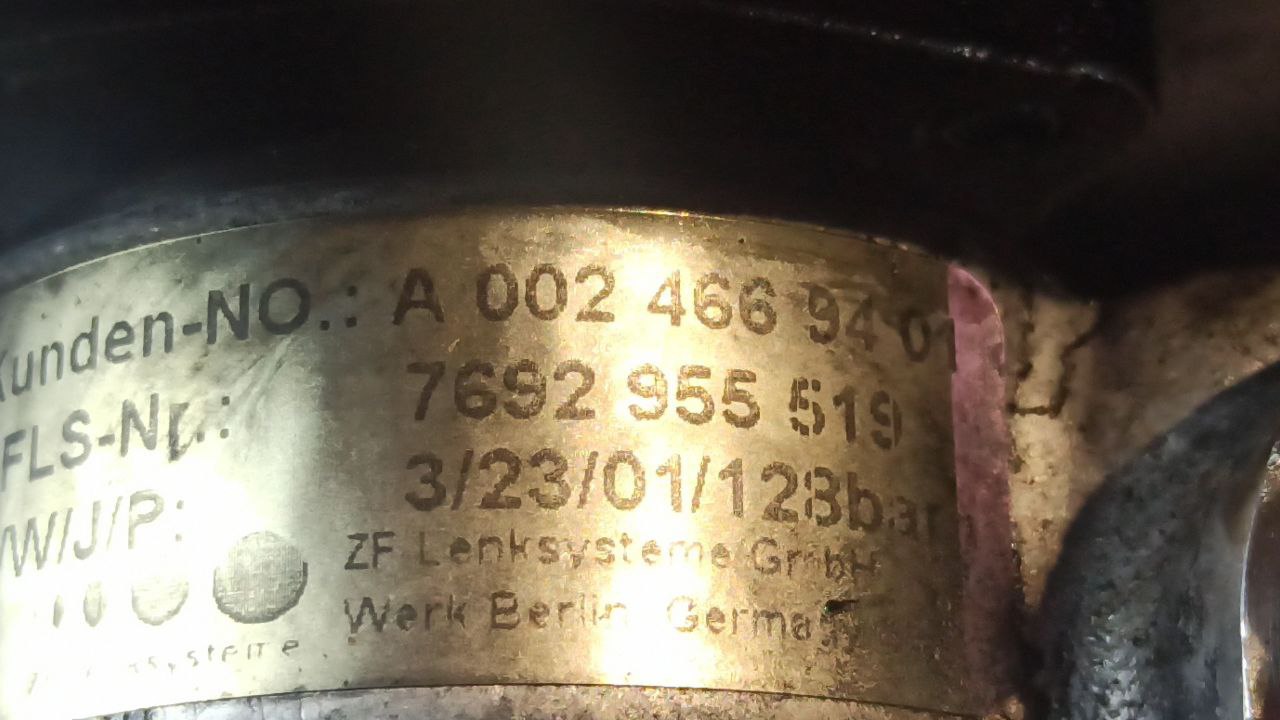 Kunden-NO.: A 002 466 94 01
FLS-Nr.: 7692 955 519
W/J/P: 3/23/01/128bar
ZF Lenksysteme GmbH
Werk Berlin, Germany